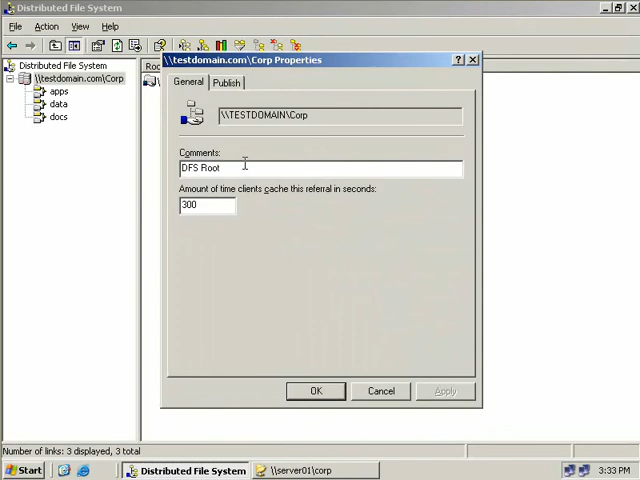 Distributed File System
File Action View Help
Distributed File System
\\testdomain.com\Corp
apps
data
docs
\\testdomain.com\Corp Properties
General Publish
\\TESTDOMAIN\Corp
Comments:
DFS Root
Amount of time clients cache this referral in seconds:
300
OK Cancel Apply
Number of links: 3 displayed, 3 total
Start Distributed File System \\server01\corp 3:33 PM